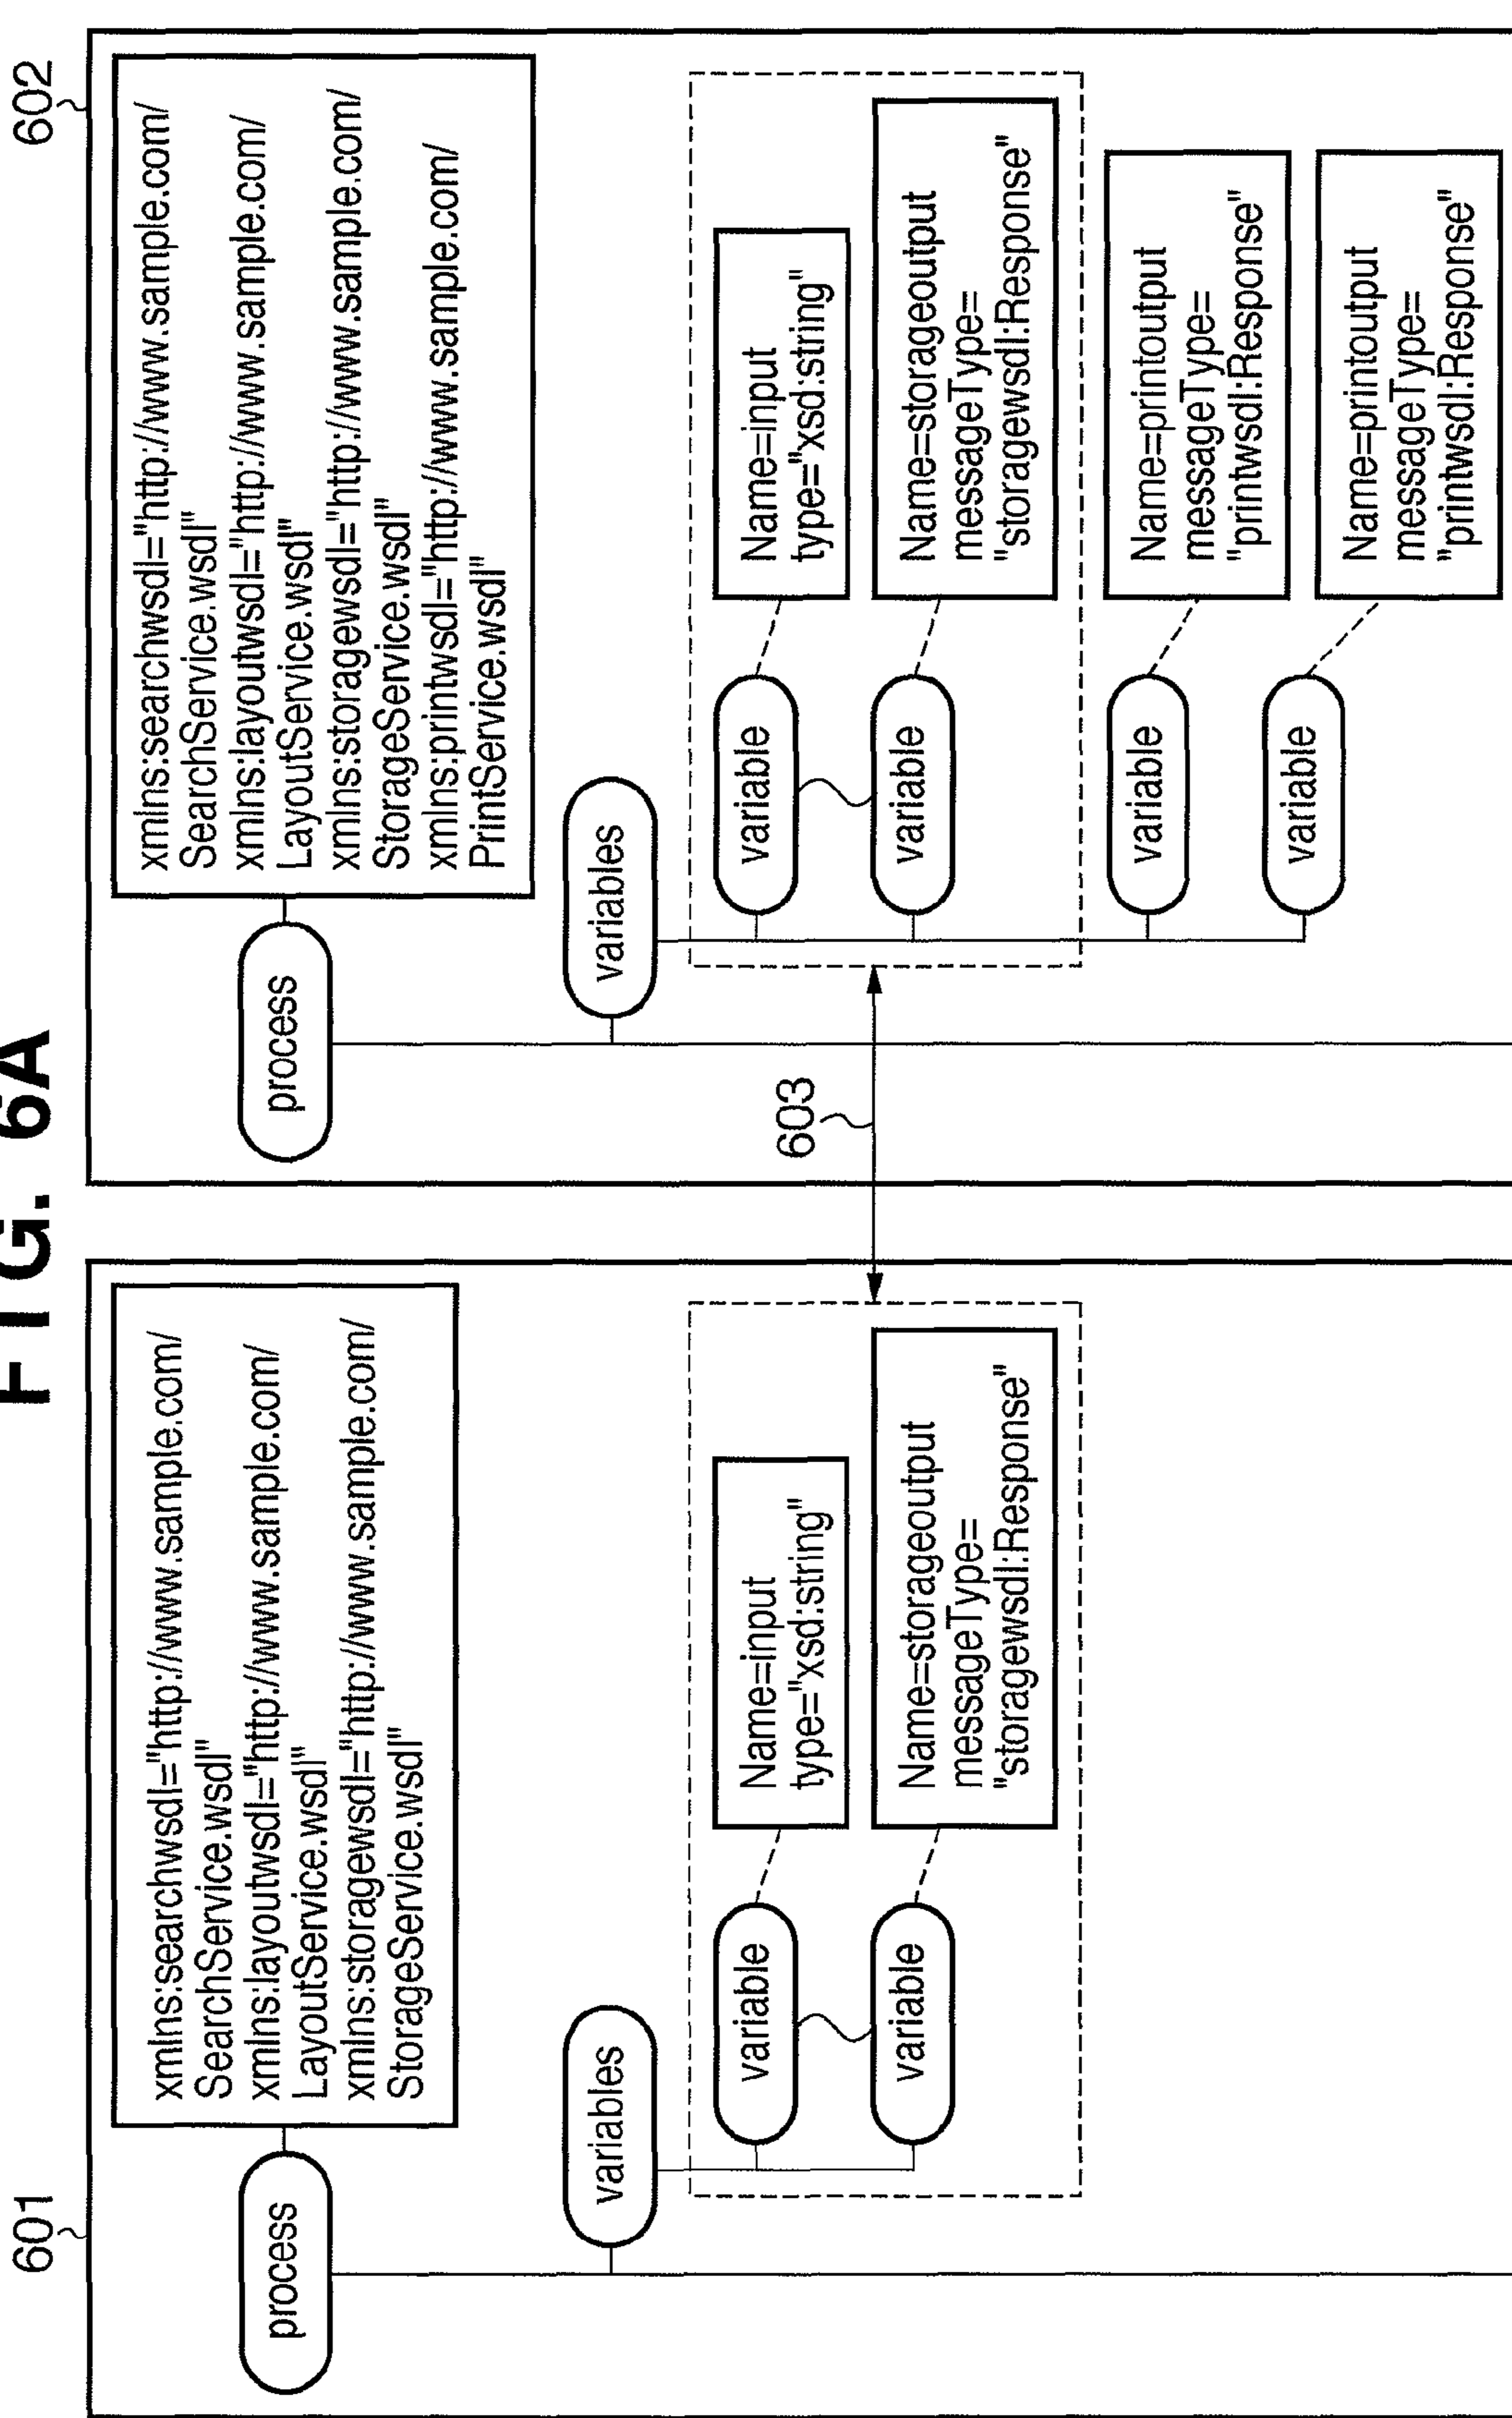 FIG. 6A
601
process
xmlns:searchwsdl="http://www.sample.com/
SearchService.wsdl"
xmlns:layoutwsdl="http://www.sample.com/
LayoutService.wsdl"
xmlns:storagewsdl="http://www.sample.com/
StorageService.wsdl"
variables
variable
Name=input
type="xsd:string"
variable
Name=storageoutput
messageType=
"storagewsdl:Response"
603
602
process
xmlns:searchwsdl="http://www.sample.com/
SearchService.wsdl"
xmlns:layoutwsdl="http://www.sample.com/
LayoutService.wsdl"
xmlns:storagewsdl="http://www.sample.com/
StorageService.wsdl"
xmlns:printwsdl="http://www.sample.com/
PrintService.wsdl"
variables
variable
Name=input
type="xsd:string"
variable
Name=storageoutput
messageType=
"storagewsdl:Response"
variable
Name=printoutput
messageType=
"printwsdl:Response"
variable
Name=printoutput
messageType=
"printwsdl:Response"